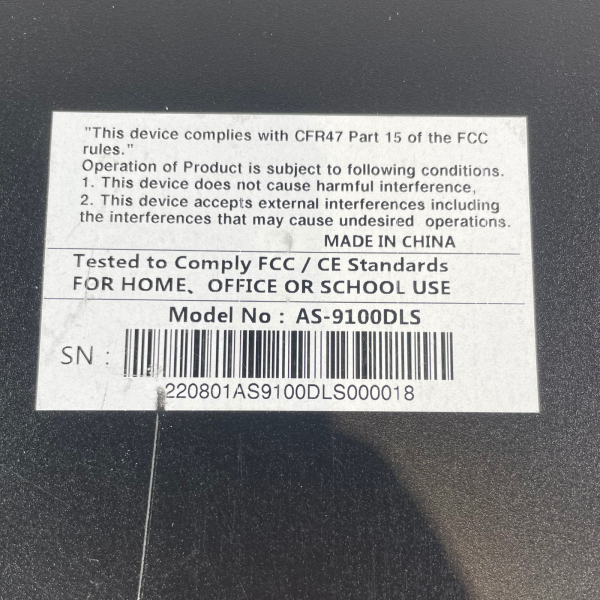 "This device complies with CFR47 Part 15 of the FCC
rules."
Operation of Product is subject to following conditions.
1. This device does not cause harmful interference,
2. This device accepts external interferences including
the interferences that may cause undesired operations.
MADE IN CHINA
Tested to Comply FCC / CE Standards
FOR HOME、OFFICE OR SCHOOL USE
Model No : AS-9100DLS
SN :
220801AS9100DLS000018